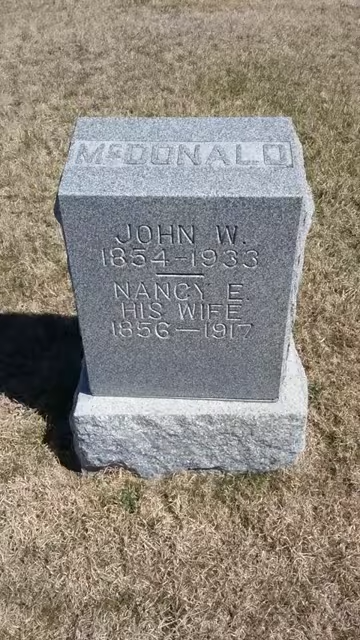 McDONALD
JOHN W.
1854-1933
NANCY E
HIS WIFE
1856-1917